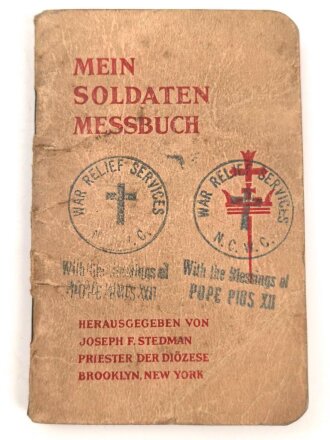 MEIN
SOLDATEN
MESSBUCH
WAR RELIEF SERVICES
N.C.W.C.
With the Blessings of
POPE PIUS XII
WAR RELIEF SERVICES
N.C.W.C.
With the Blessings of
POPE PIUS XII
HERAUSGEGEBEN VON
JOSEPH F. STEDMAN
PRIESTER DER DIÖZESE
BROOKLYN, NEW YORK